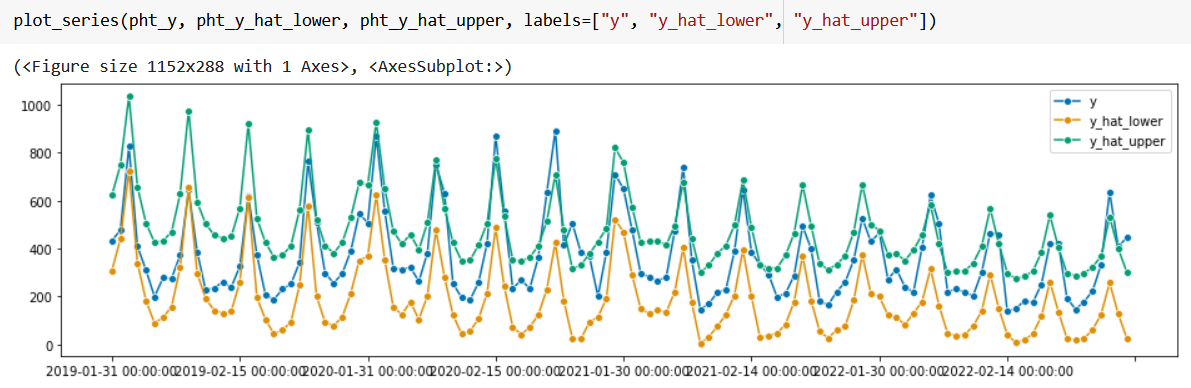 plot_series(pht_y, pht_y_hat_lower, pht_y_hat_upper, labels=["y", "y_hat_lower", "y_hat_upper"])
(<Figure size 1152x288 with 1 Axes>, <AxesSubplot:>)
y
y_hat_lower
y_hat_upper
1000
800
600
400
200
0
2019-01-31 00:00:00 2019-02-15 00:00:00 2020-01-31 00:00:00 2020-02-15 00:00:00 2021-01-30 00:00:00 2021-02-14 00:00:00 2022-01-30 00:00:00 2022-02-14 00:00:00